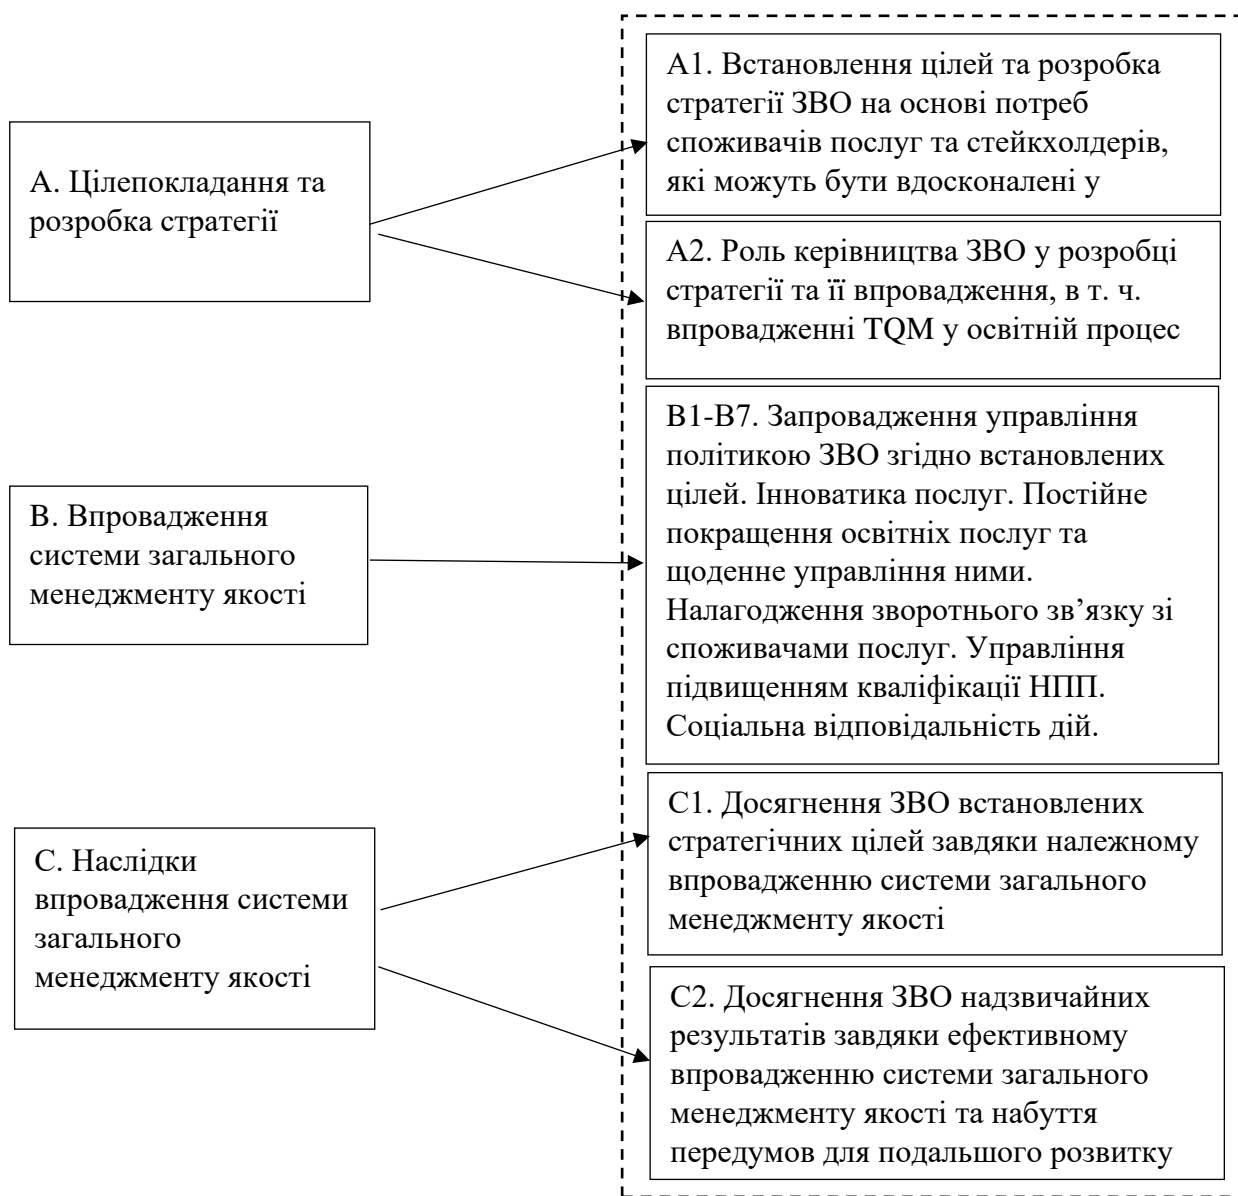 А. Цілепокладання та
розробка стратегії
А1. Встановлення цілей та розробка
стратегії ЗВО на основі потреб
споживачів послуг та стейкхолдерів,
які можуть бути вдосконалені у
А2. Роль керівництва ЗВО у розробці
стратегії та її впровадження, в т. ч.
впровадженні TQM у освітній процес
В. Впровадження
системи загального
менеджменту якості
В1-В7. Запровадження управління
політикою ЗВО згідно встановлених
цілей. Інноватика послуг. Постійне
покращення освітніх послуг та
щоденне управління ними.
Налагодження зворотнього зв’язку зі
споживачами послуг. Управління
підвищенням кваліфікації НПП.
Соціальна відповідальність дій.
С. Наслідки
впровадження системи
загального
менеджменту якості
С1. Досягнення ЗВО встановлених
стратегічних цілей завдяки належному
впровадженню системи загального
менеджменту якості
С2. Досягнення ЗВО надзвичайних
результатів завдяки ефективному
впровадженню системи загального
менеджменту якості та набуття
передумов для подальшого розвитку